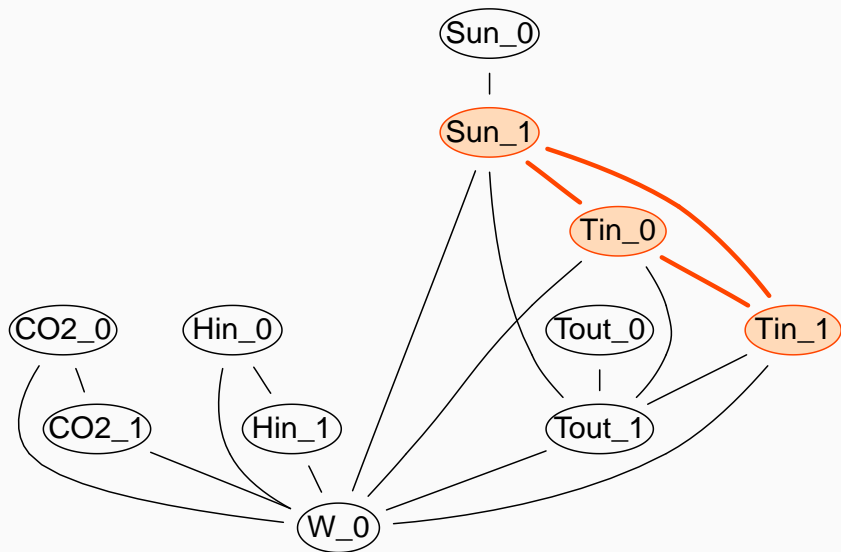 Sun_0
Sun_1
Tin_0
CO2_0
Hin_0
Tout_0
Tin_1
CO2_1
Hin_1
Tout_1
W_0